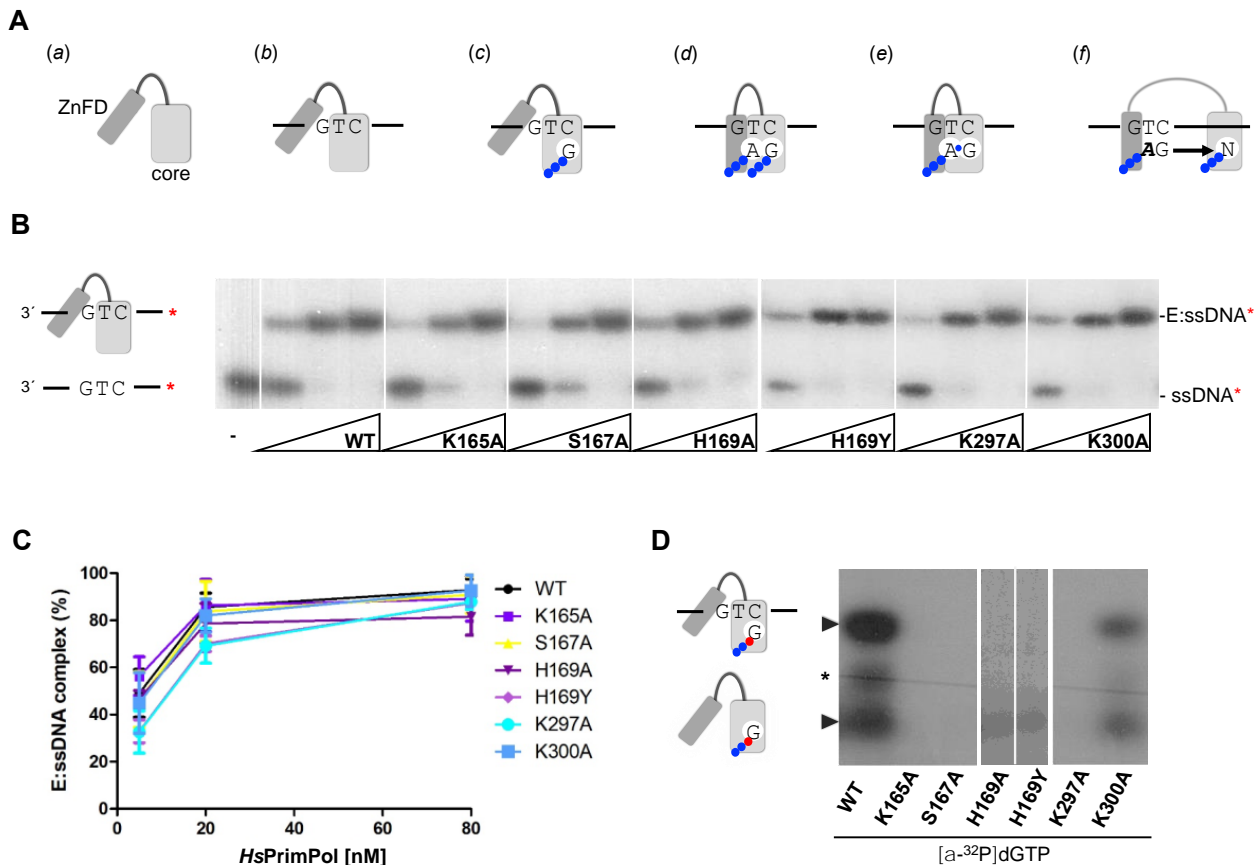 A
(a) (b) (c) (d) (e) (f)
ZnFD
core
GTC
GTC
G
GTC
AG
GTC
A G
GTC
AG
N
B
3´ GTC *
3´ GTC *
-E:ssDNA*
- ssDNA*
- WT K165A S167A H169A H169Y K297A K300A
C
E:ssDNA complex (%)
100
80
60
40
20
0
0 20 40 60 80
HsPrimPol [nM]
WT
K165A
S167A
H169A
H169Y
K297A
K300A
D
GTC
G
G
*
WT K165A S167A H169A H169Y K297A K300A
[a-³²P]dGTP